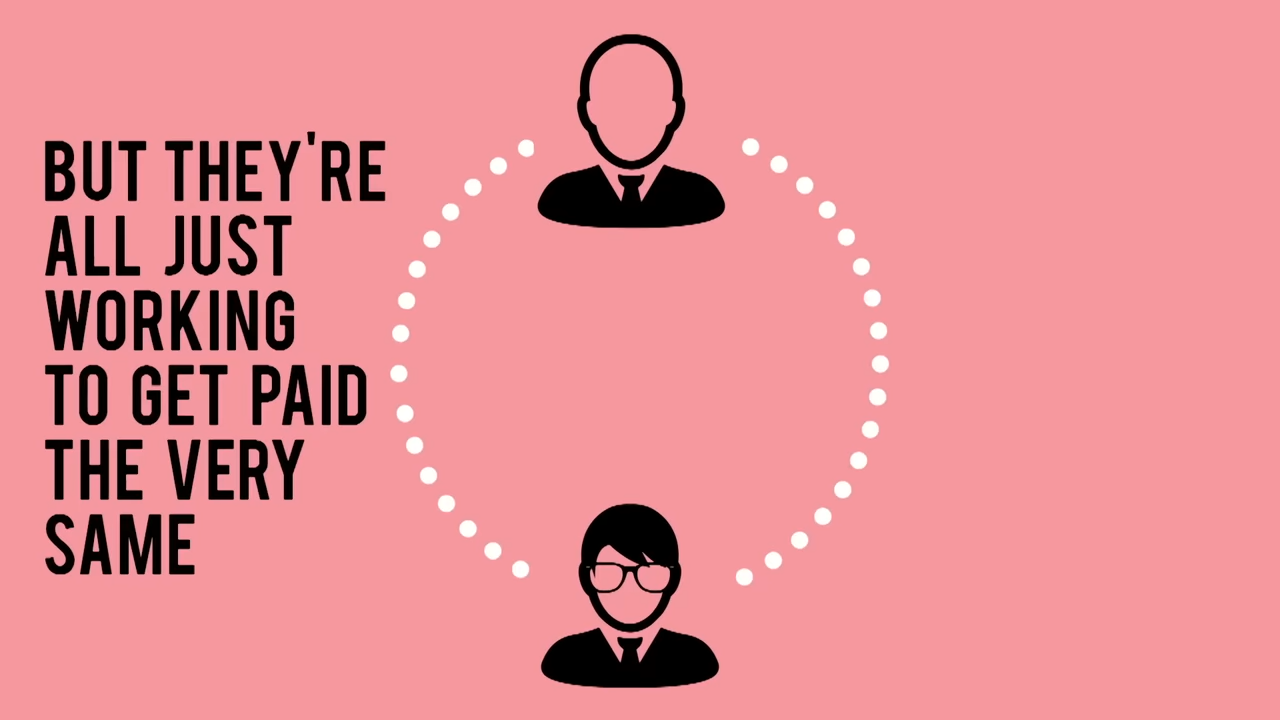 BUT THEY'RE
ALL JUST
WORKING
TO GET PAID
THE VERY
SAME